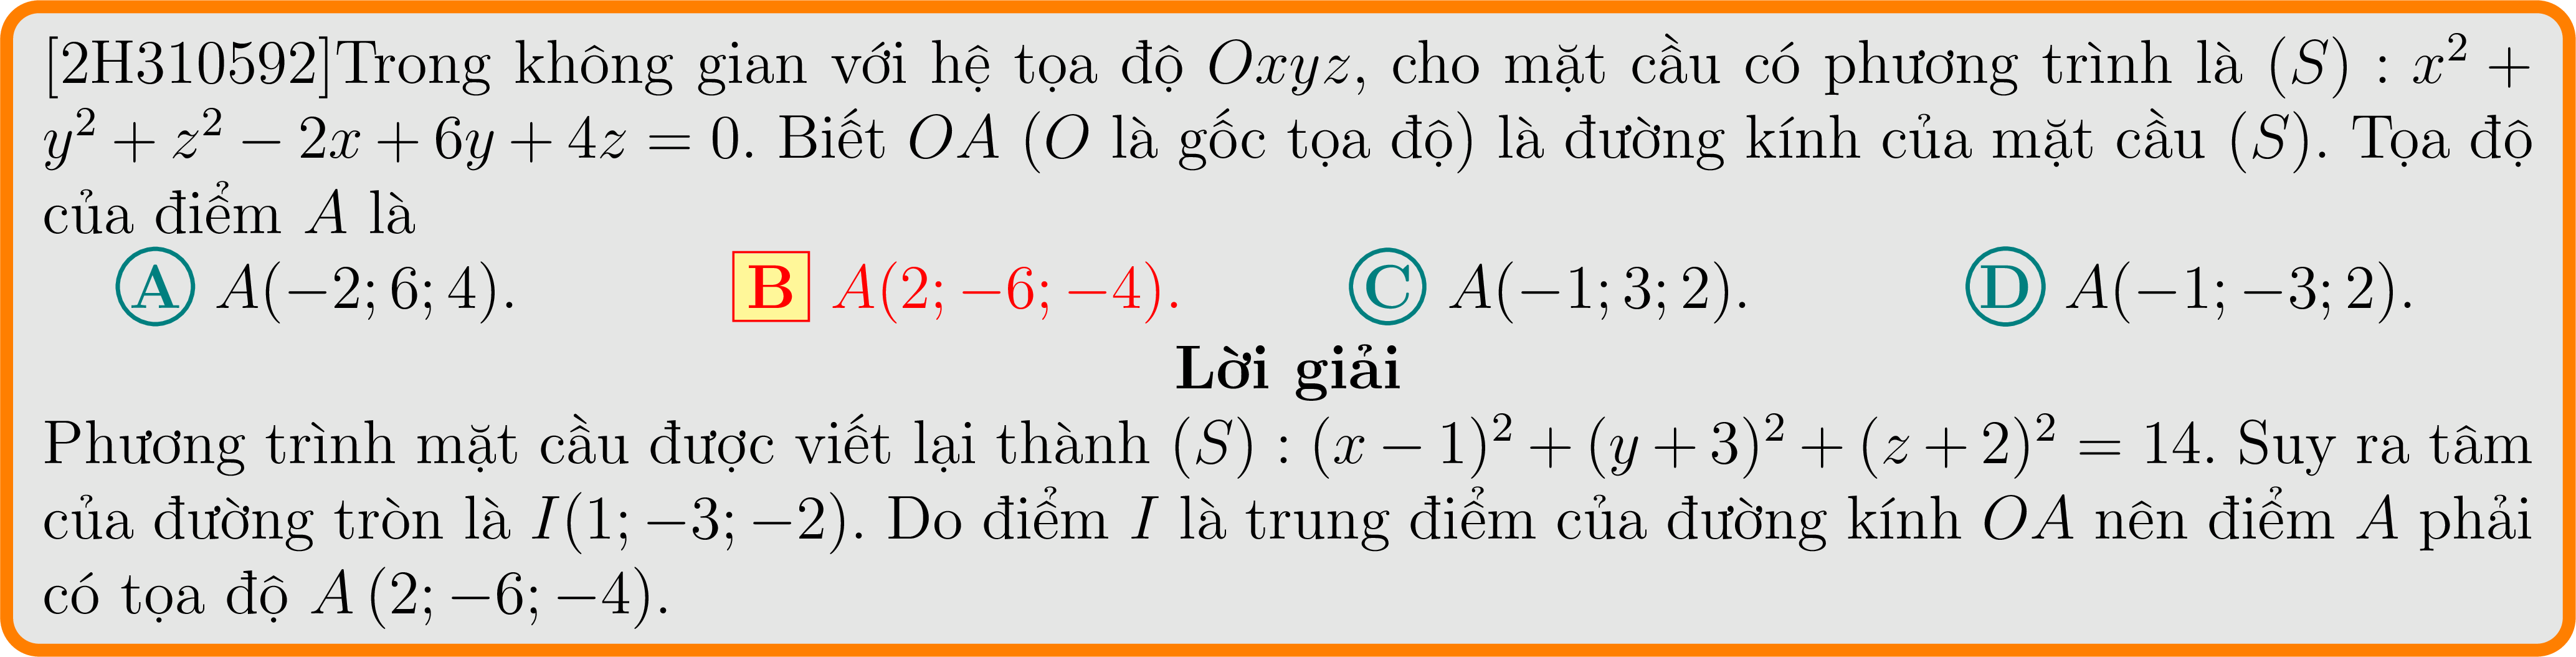 [2H310592]Trong không gian với hệ tọa độ Oxyz, cho mặt cầu có phương trình là (S) : x² +
y² + z² − 2x + 6y + 4z = 0. Biết OA (O là gốc tọa độ) là đường kính của mặt cầu (S). Tọa độ
của điểm A là
A A(−2; 6; 4). B A(2; −6; −4). C A(−1; 3; 2). D A(−1; −3; 2).
Lời giải
Phương trình mặt cầu được viết lại thành (S) : (x − 1)² + (y + 3)² + (z + 2)² = 14. Suy ra tâm
của đường tròn là I(1; −3; −2). Do điểm I là trung điểm của đường kính OA nên điểm A phải
có tọa độ A (2; −6; −4).